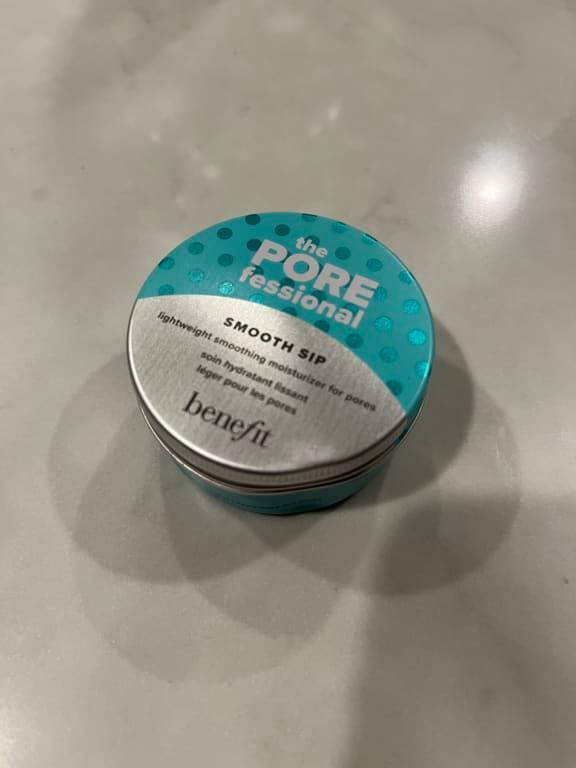 the
PORE
fessional
SMOOTH SIP
lightweight smoothing moisturizer for pores
soin hydratant lissant
léger pour les pores
benefit